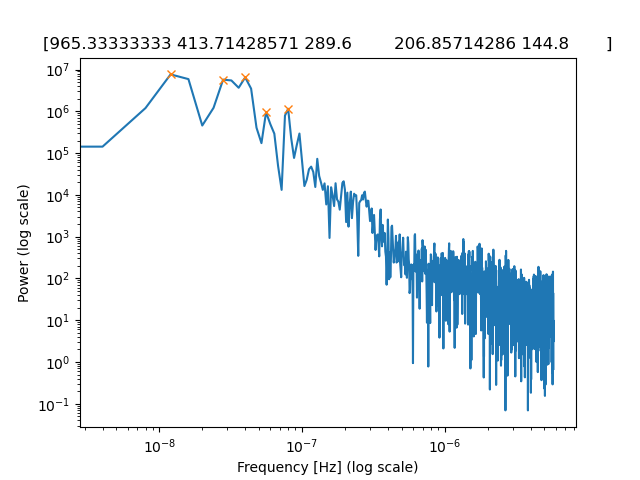 [965.33333333 413.71428571 289.6 206.85714286 144.8 ]
10⁷
10⁶
10⁵
10⁴
10³
10²
10¹
10⁰
10⁻¹
Power (log scale)
10⁻⁸ 10⁻⁷ 10⁻⁶
Frequency [Hz] (log scale)